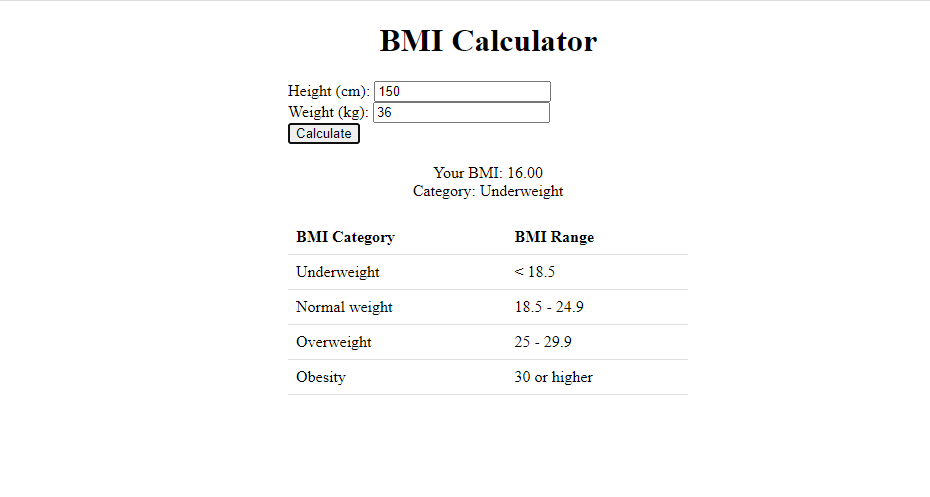 BMI Calculator
Height (cm): 150
Weight (kg): 36
Calculate
Your BMI: 16.00
Category: Underweight
BMI Category BMI Range
Underweight < 18.5
Normal weight 18.5 - 24.9
Overweight 25 - 29.9
Obesity 30 or higher